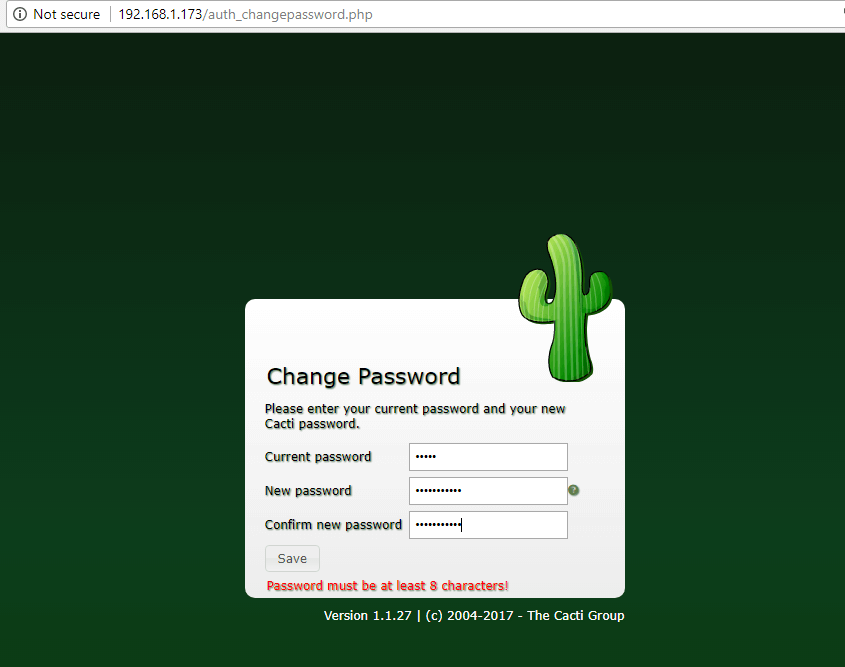 Not secure 192.168.1.173/auth_changepassword.php
Change Password
Please enter your current password and your new
Cacti password.
Current password •••••
New password ••••••••••• ?
Confirm new password •••••••••••
Save
Password must be at least 8 characters!
Version 1.1.27 | (c) 2004-2017 - The Cacti Group